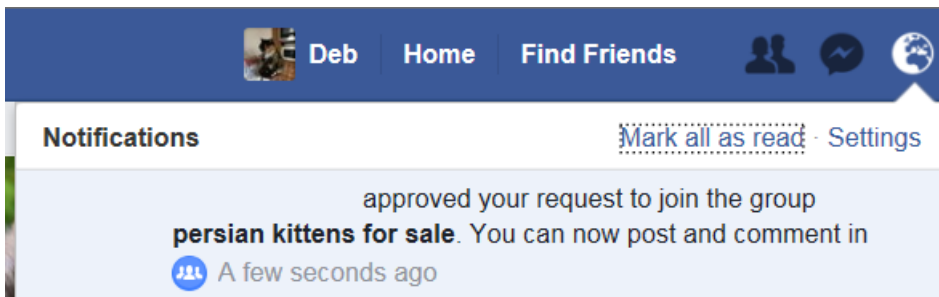 Deb Home Find Friends
Notifications Mark all as read · Settings
approved your request to join the group
persian kittens for sale. You can now post and comment in
A few seconds ago